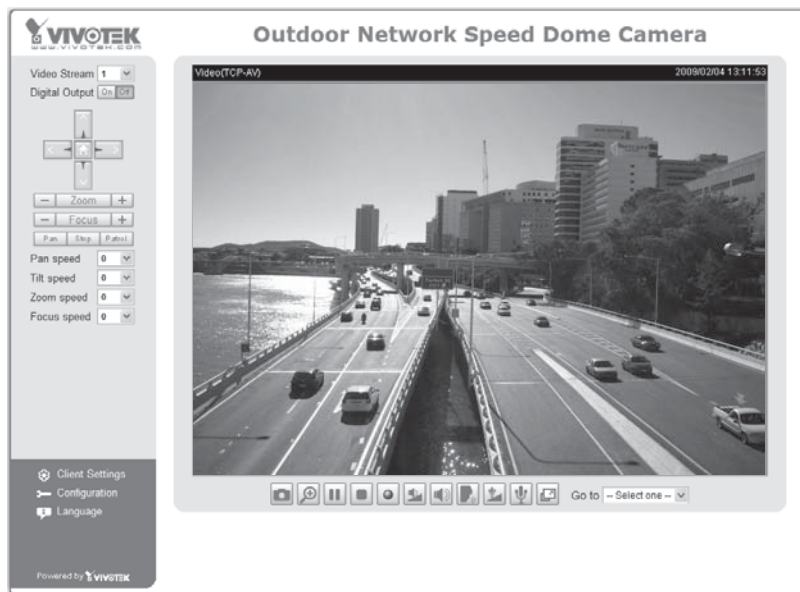 VIVOTEK
www.vivotek.com
Outdoor Network Speed Dome Camera
Video Stream 1
Digital Output On Off
Zoom
Focus
Pan Stop Patrol
Pan speed 0
Tilt speed 0
Zoom speed 0
Focus speed 0
Client Settings
Configuration
Language
Powered by VIVOTEK
Video(TCP-AV) 2009/02/04 13:11:53
Go to -- Select one --